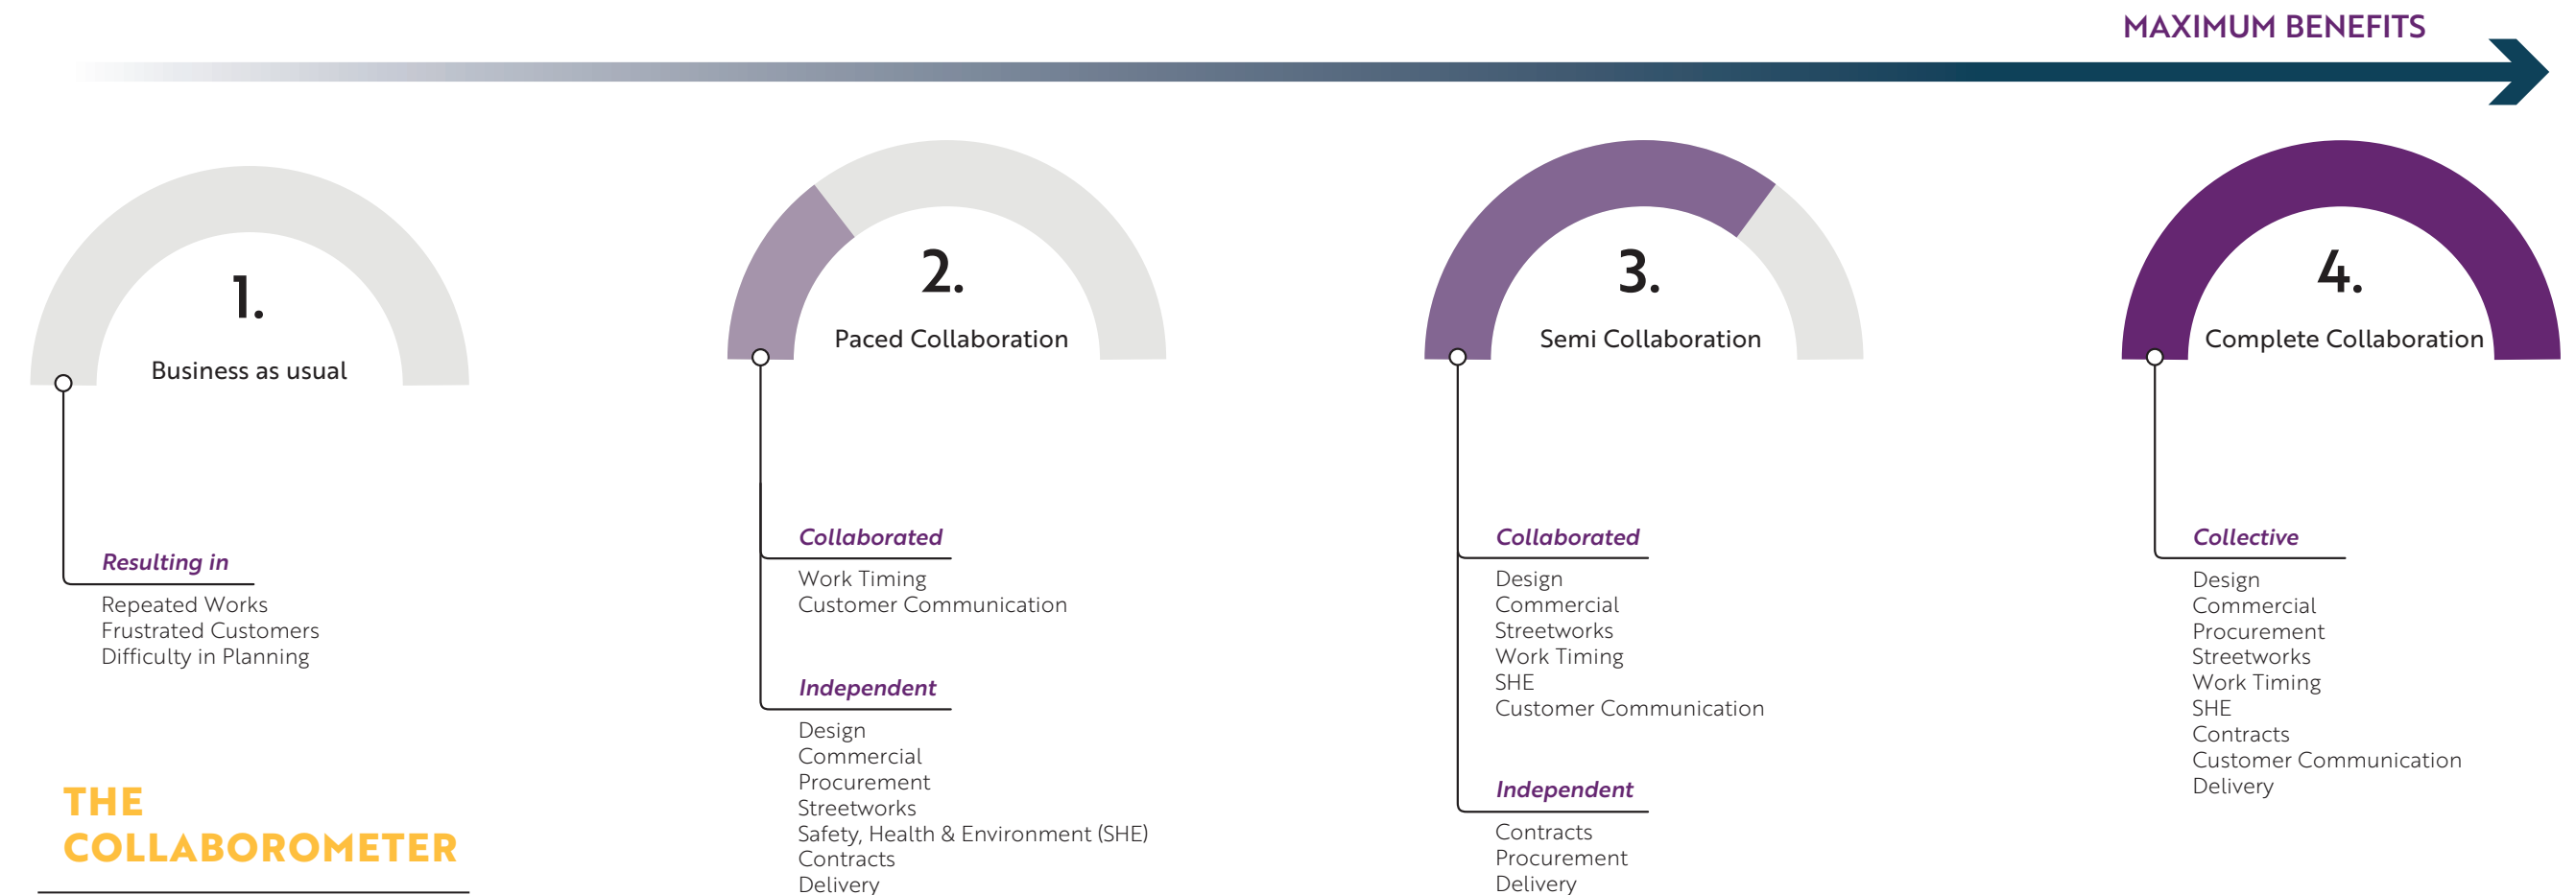 MAXIMUM BENEFITS
1.
Business as usual
Resulting in
Repeated Works
Frustrated Customers
Difficulty in Planning
2.
Paced Collaboration
Collaborated
Work Timing
Customer Communication
Independent
Design
Commercial
Procurement
Streetworks
Safety, Health & Environment (SHE)
Contracts
Delivery
3.
Semi Collaboration
Collaborated
Design
Commercial
Streetworks
Work Timing
SHE
Customer Communication
Independent
Contracts
Procurement
Delivery
4.
Complete Collaboration
Collective
Design
Commercial
Procurement
Streetworks
Work Timing
SHE
Contracts
Customer Communication
Delivery
THE
COLLABOROMETER